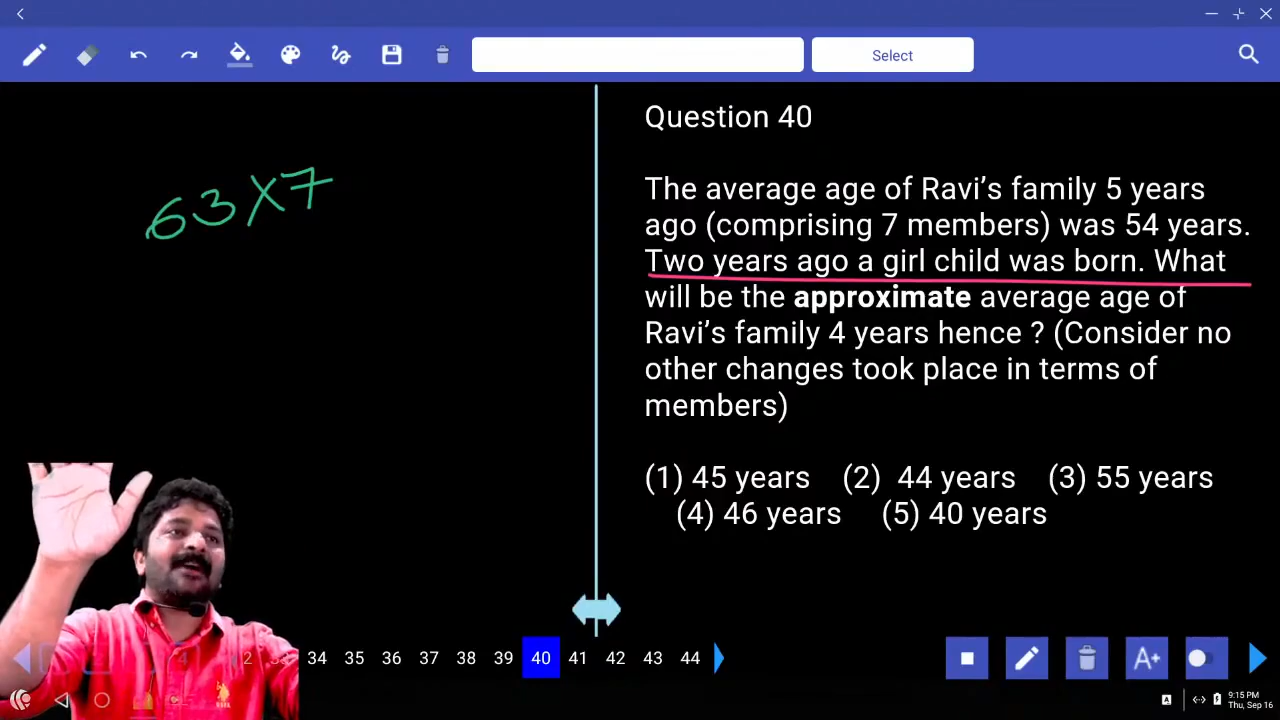 Select
Question 40
63X7
The average age of Ravi’s family 5 years
ago (comprising 7 members) was 54 years.
Two years ago a girl child was born. What
will be the approximate average age of
Ravi’s family 4 years hence ? (Consider no
other changes took place in terms of
members)
(1) 45 years (2) 44 years (3) 55 years
(4) 46 years (5) 40 years
34 35 36 37 38 39 40 41 42 43 44
A+
A
9:15 PM
Thu, Sep 16